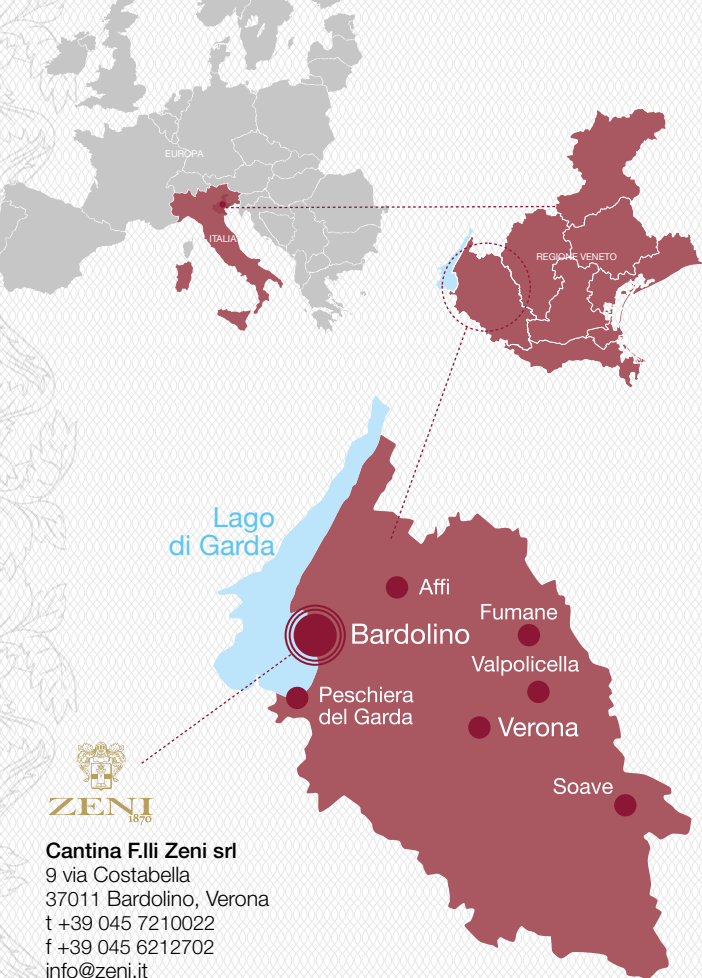 EUROPA
ITALIA
REGIONE VENETO
Lago
di Garda
Affi
Fumane
Bardolino
Valpolicella
Peschiera
del Garda
Verona
Soave
ZENI
1870
Cantina F.lli Zeni srl
9 via Costabella
37011 Bardolino, Verona
t +39 045 7210022
f +39 045 6212702
info@zeni.it